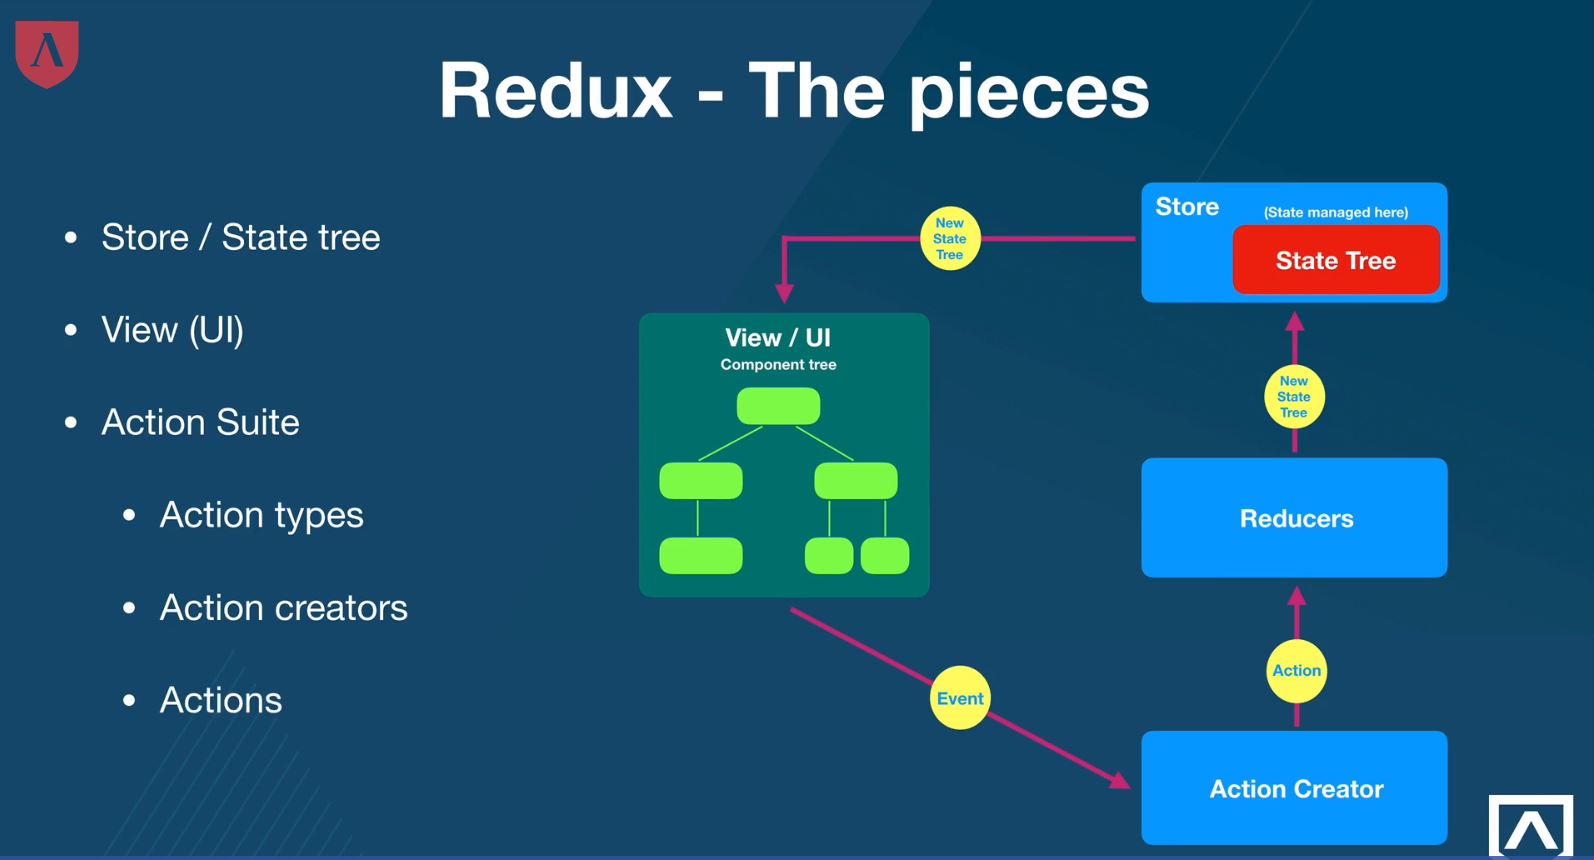 Redux - The pieces
• Store / State tree
• View (UI)
• Action Suite
• Action types
• Action creators
• Actions
New
State
Tree
Store
(State managed here)
State Tree
View / UI
Component tree
New
State
Tree
Reducers
Event
Action
Action Creator